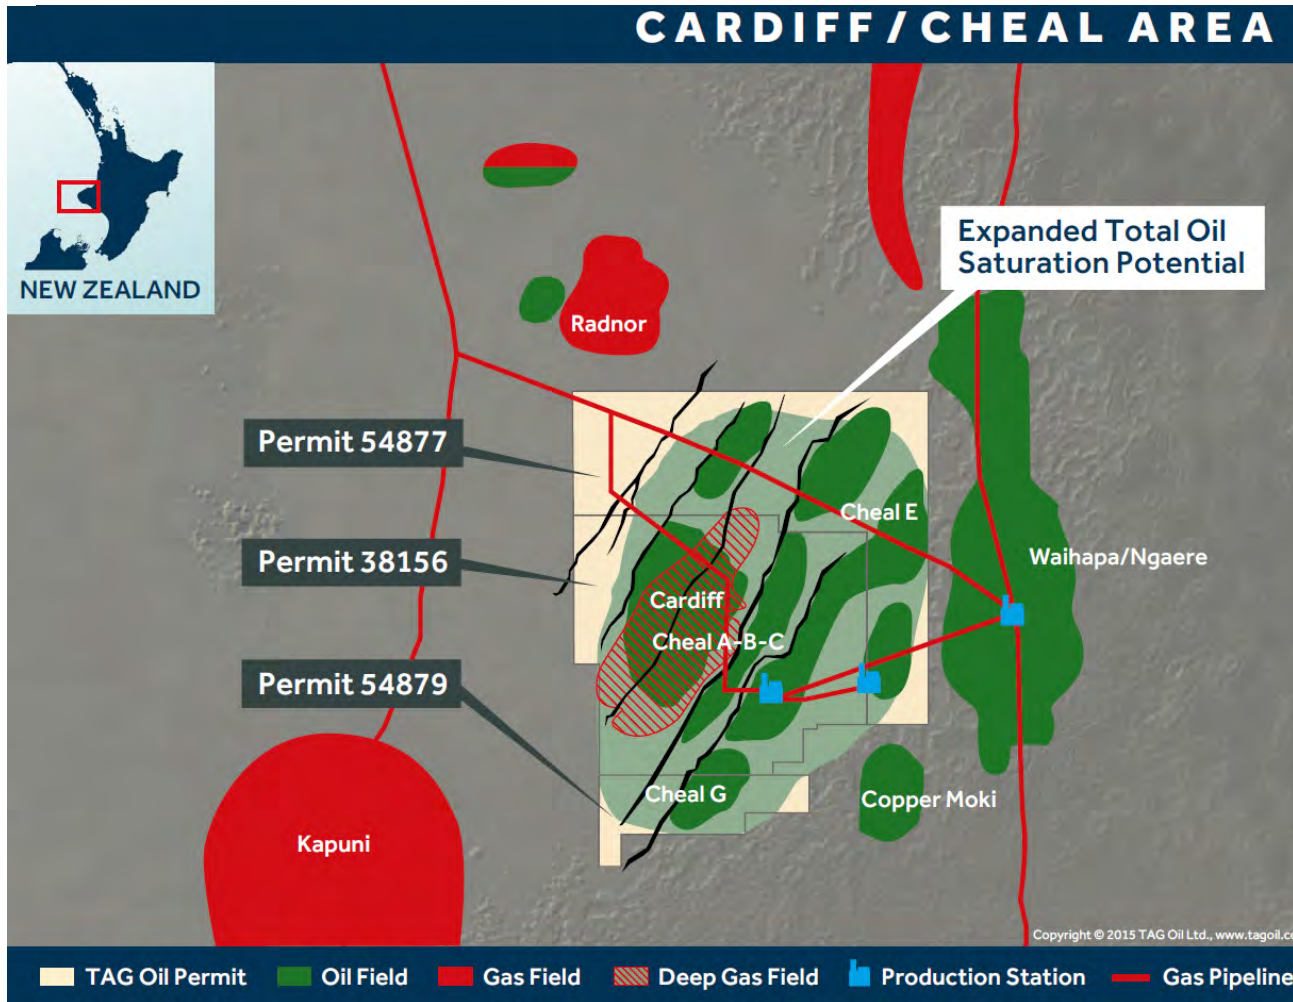 CARDIFF/CHEAL AREA
NEW ZEALAND
Expanded Total Oil
Saturation Potential
Radnor
Permit 54877
Cheal E
Waihapa/Ngaere
Permit 38156
Cardiff
Cheal A-B-C
Permit 54879
Cheal G
Copper Moki
Kapuni
Copyright © 2015 TAG Oil Ltd., www.tagoil.co
TAG Oil Permit
Oil Field
Gas Field
Deep Gas Field
Production Station
Gas Pipeline